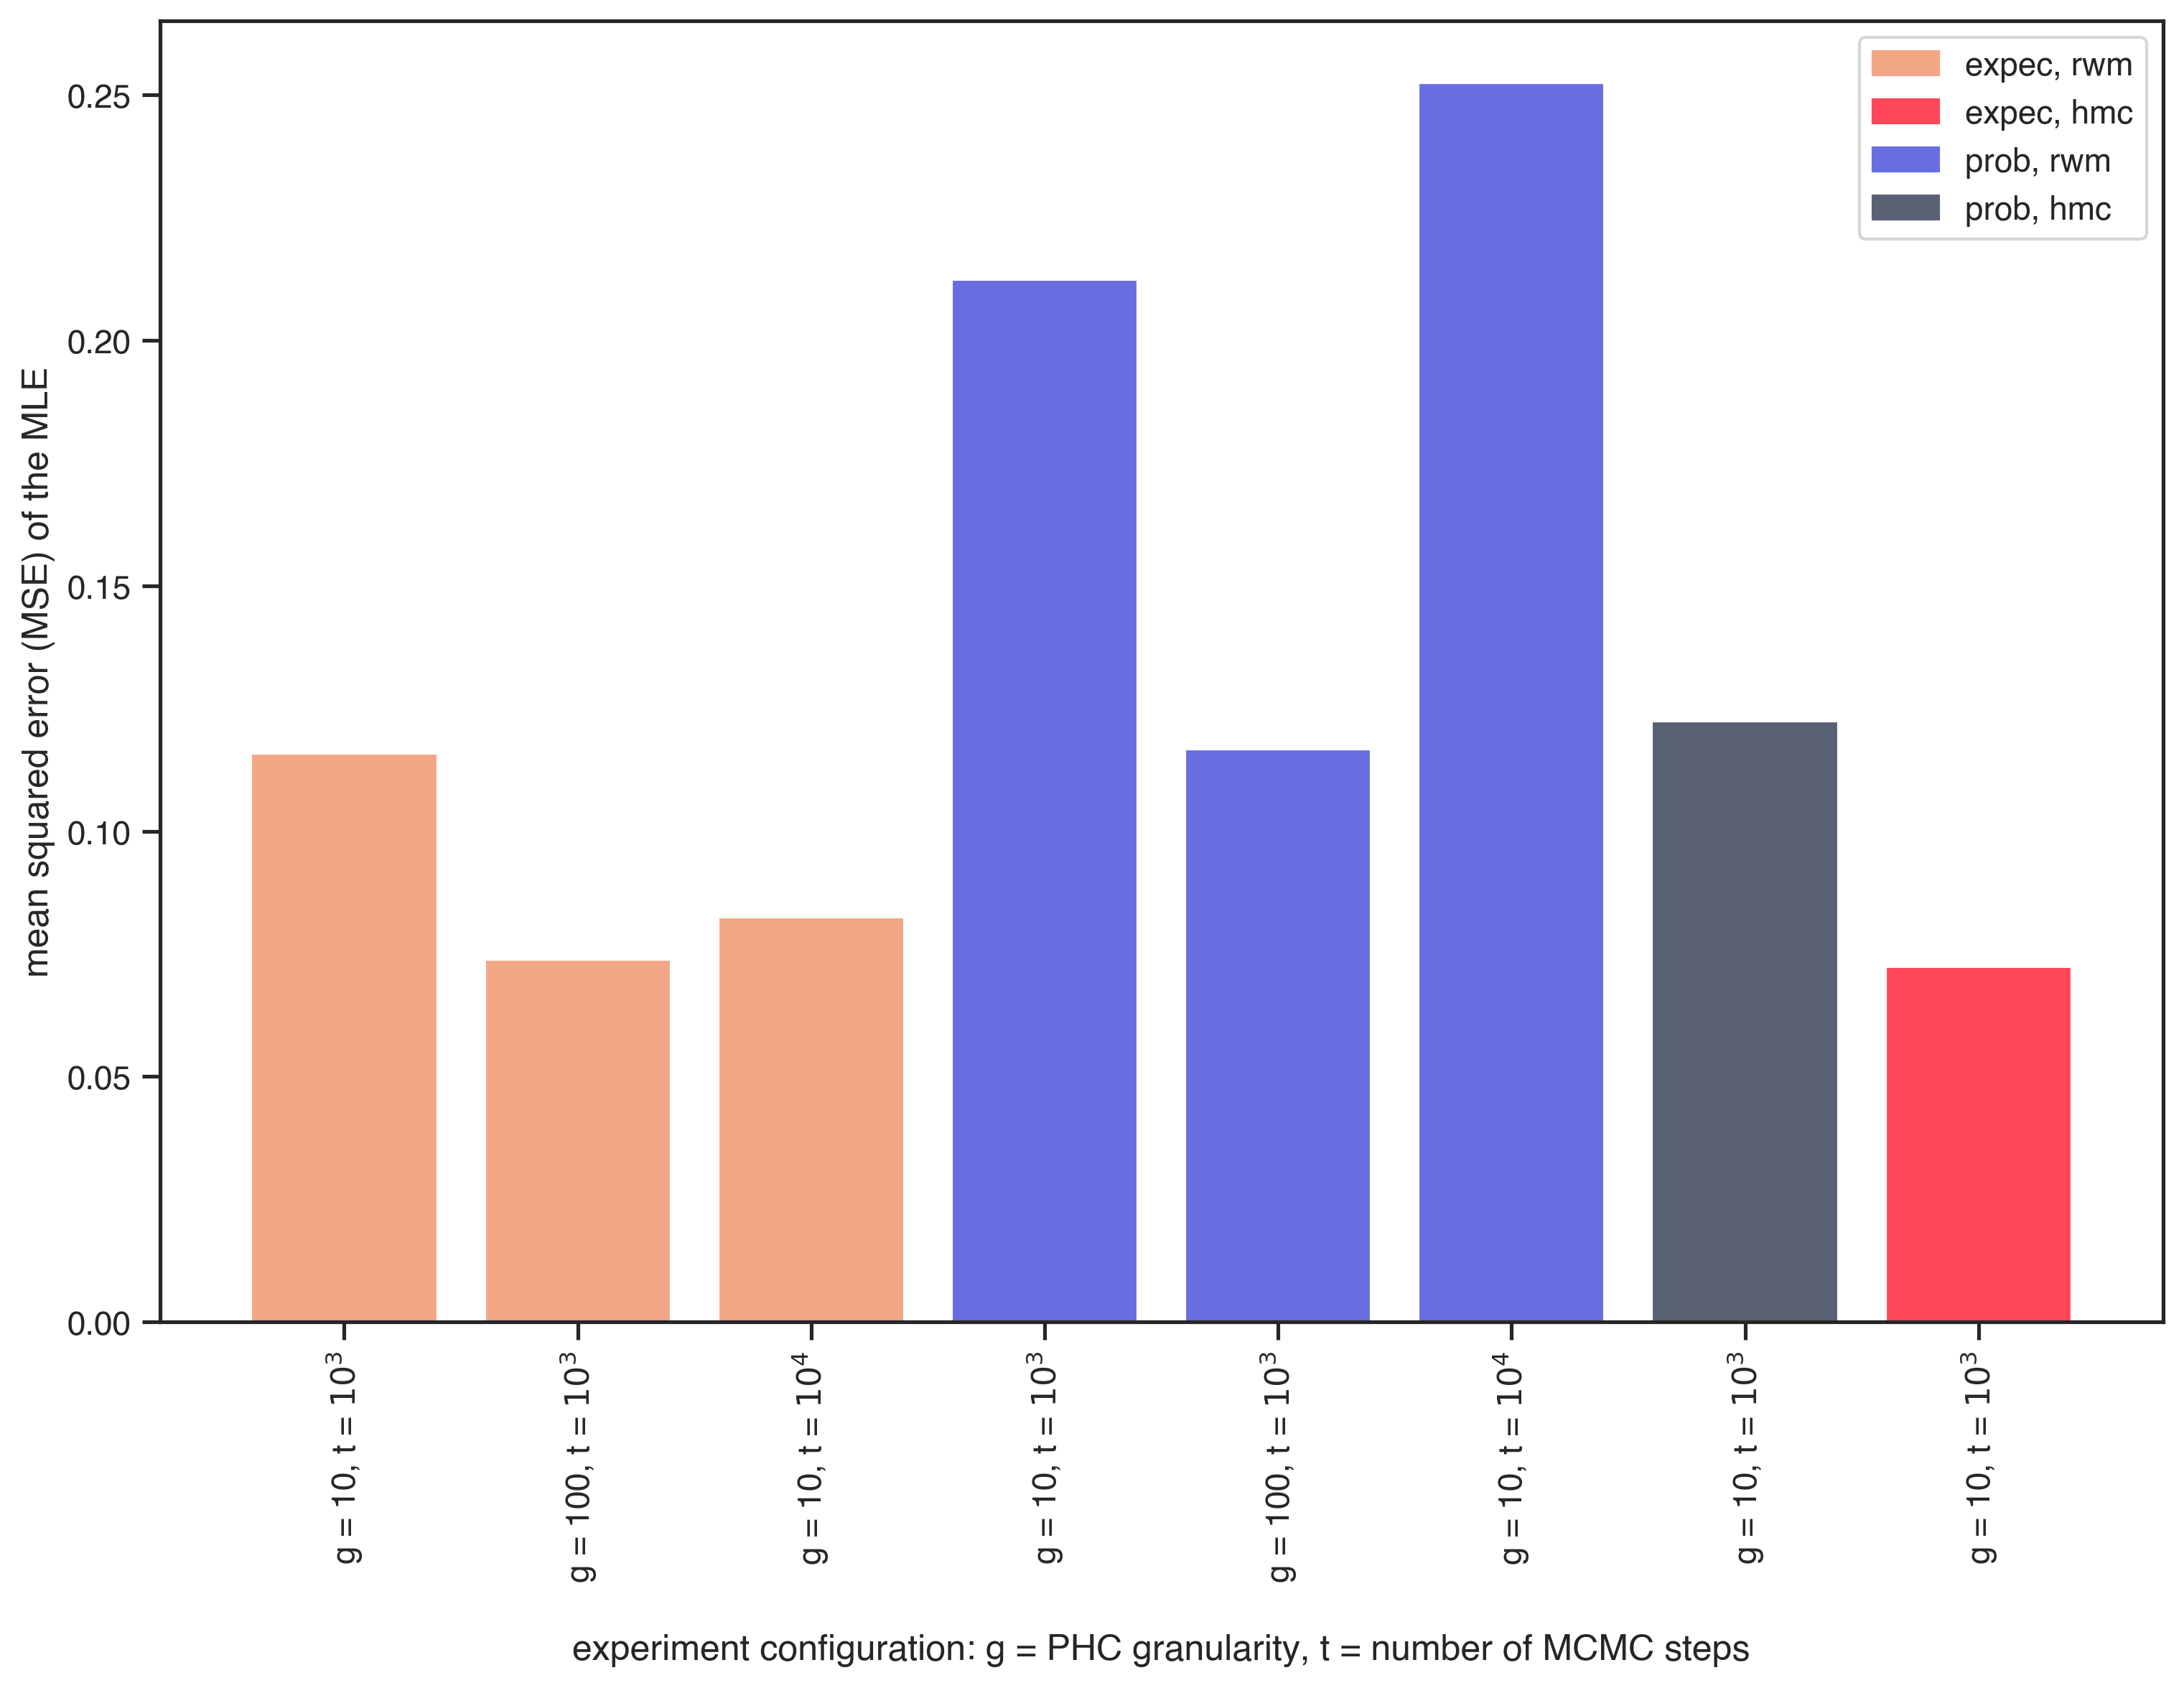 expec, rwm
expec, hmc
prob, rwm
prob, hmc
mean squared error (MSE) of the MLE
0.25
0.20
0.15
0.10
0.05
0.00
g = 10, t = 10³
g = 100, t = 10³
g = 10, t = 10⁴
g = 10, t = 10³
g = 100, t = 10³
g = 10, t = 10⁴
g = 10, t = 10³
g = 10, t = 10³
experiment configuration: g = PHC granularity, t = number of MCMC steps